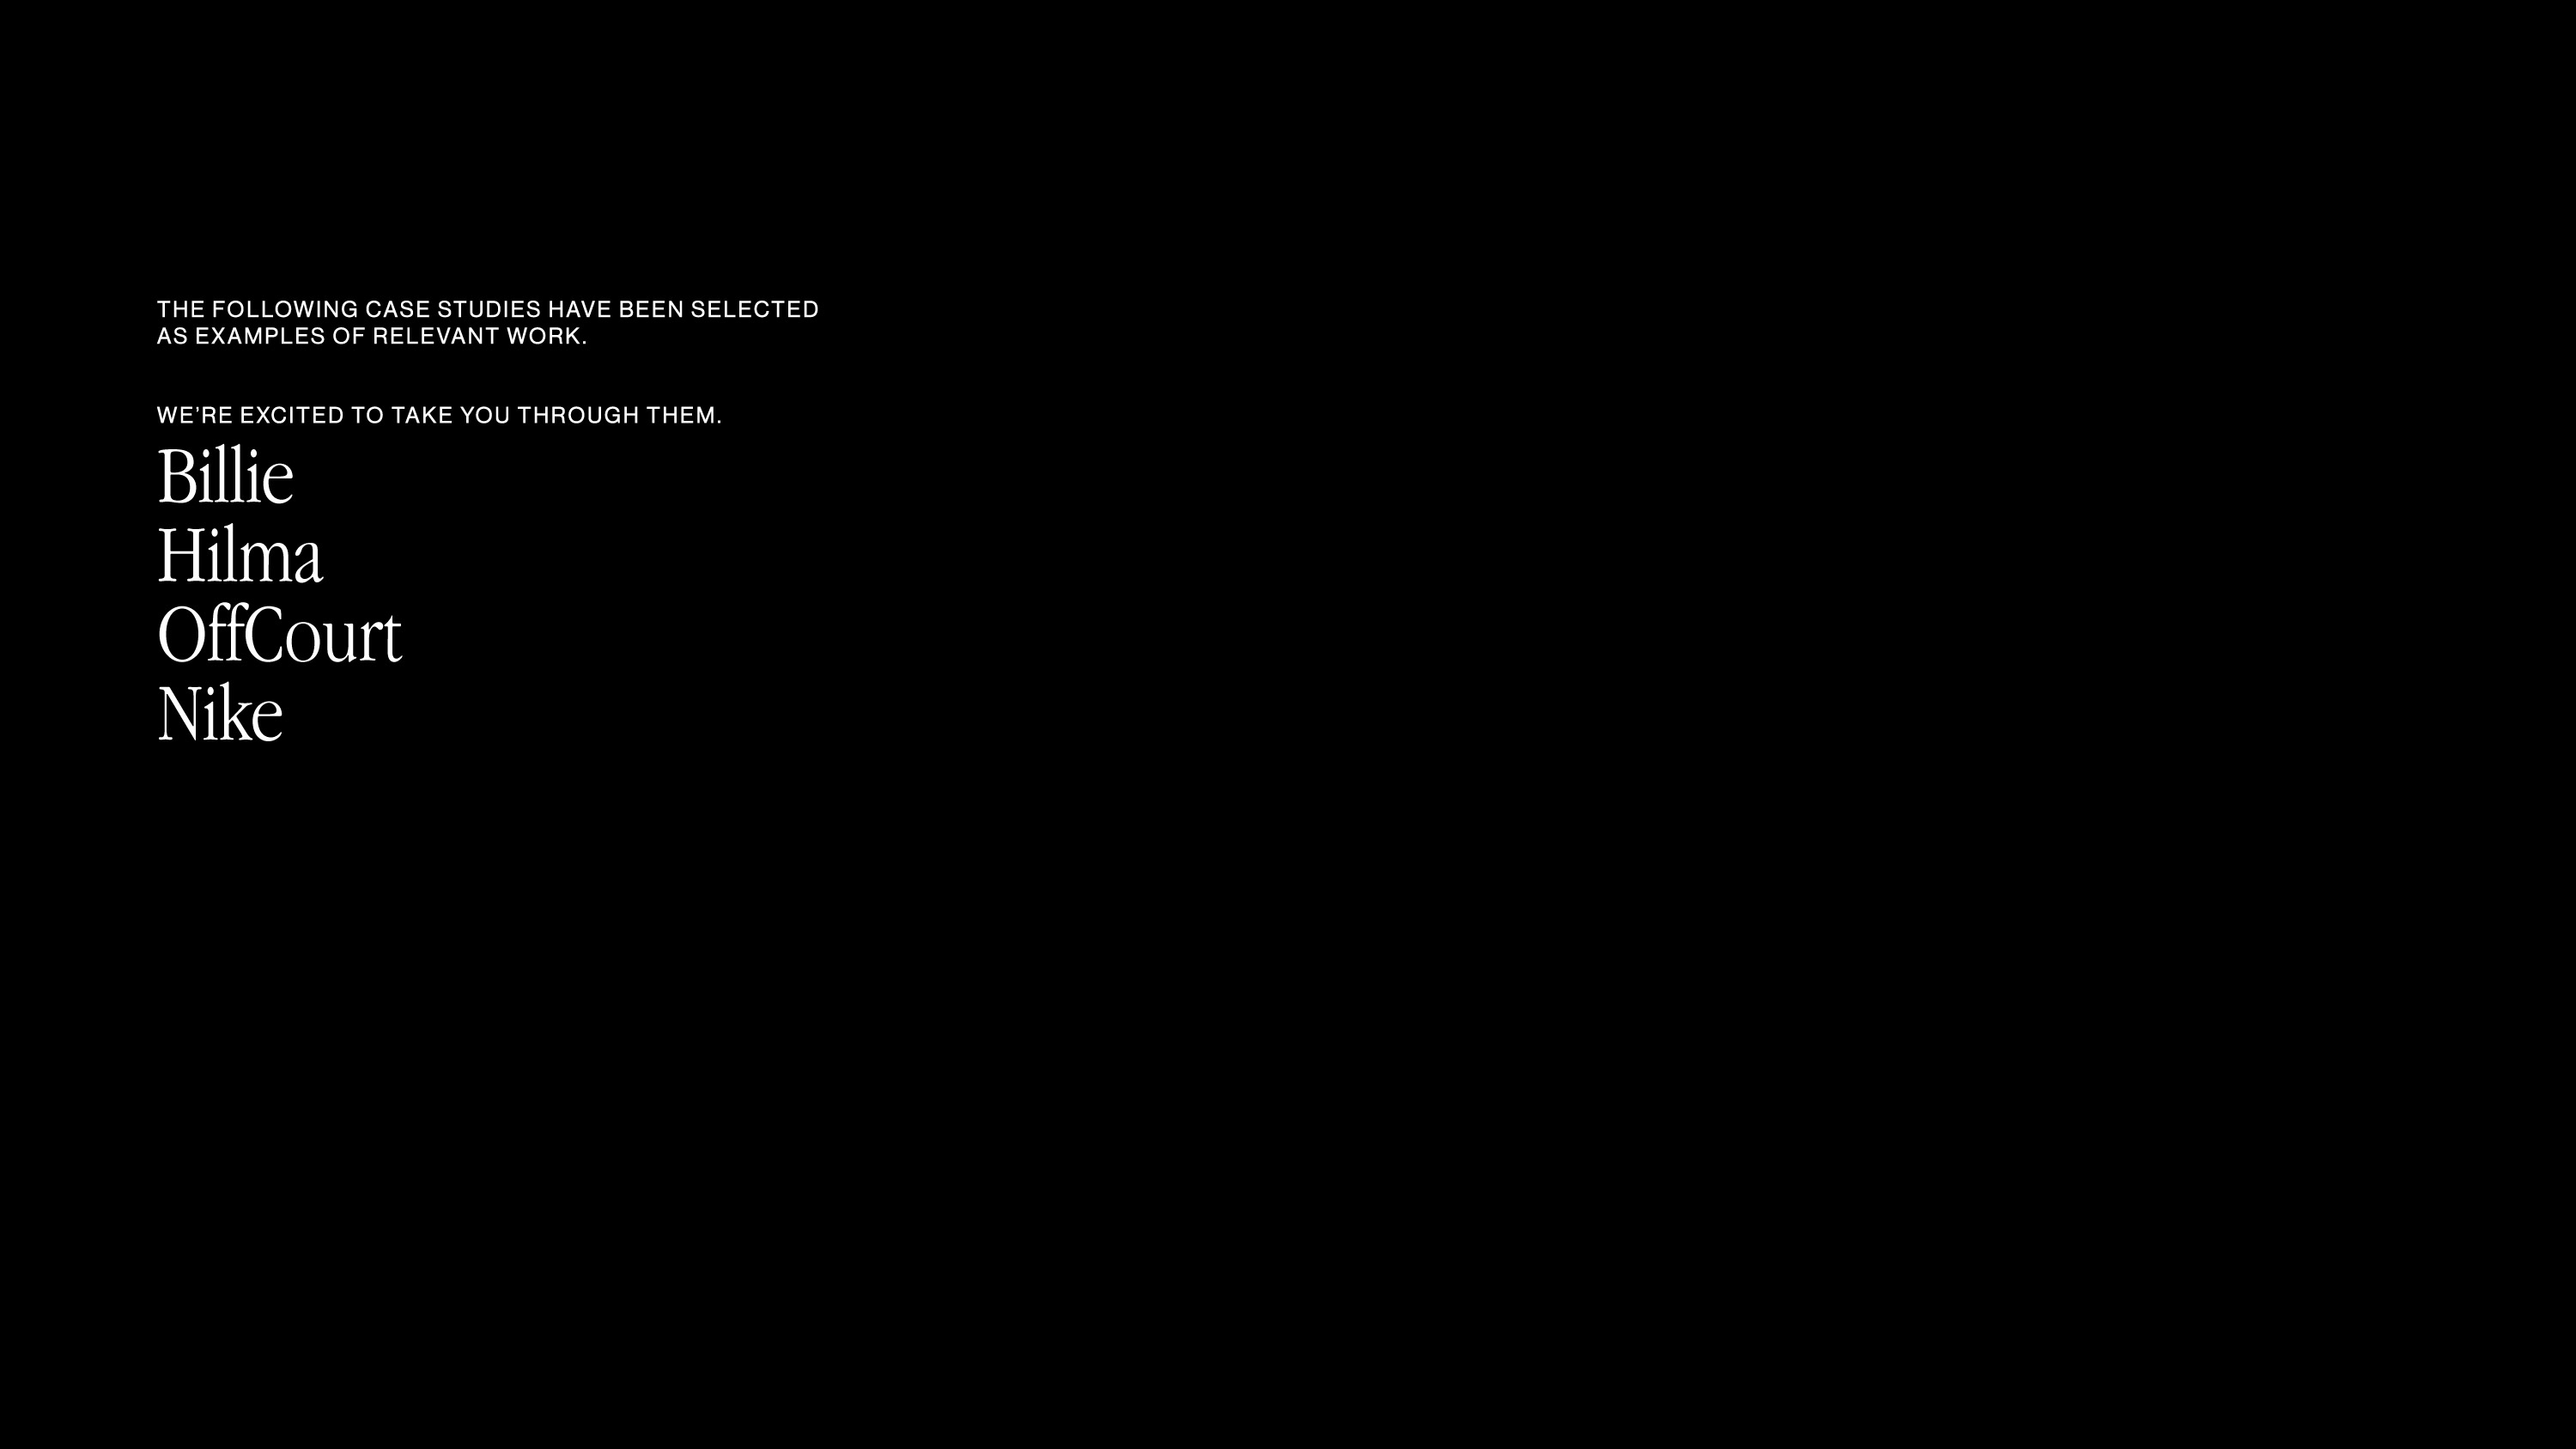 THE FOLLOWING CASE STUDIES HAVE BEEN SELECTED
AS EXAMPLES OF RELEVANT WORK.
WE'RE EXCITED TO TAKE YOU THROUGH THEM.
Billie
Hilma
OffCourt
Nike